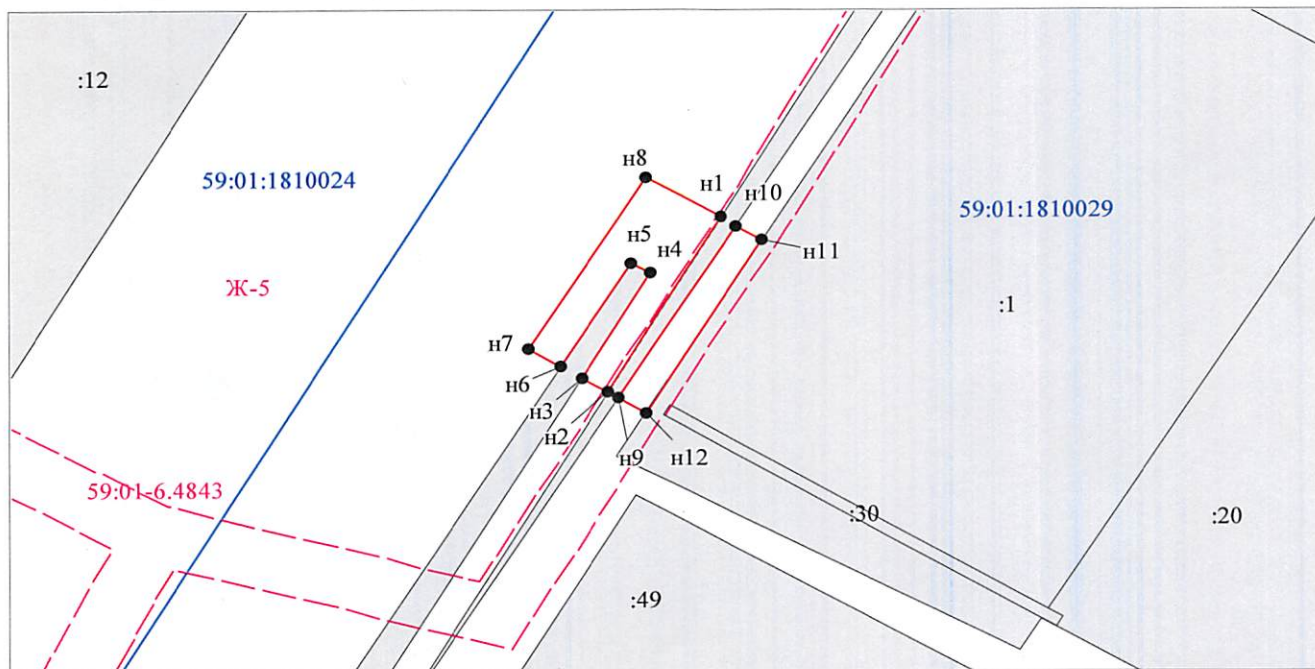 :12
59:01:1810024
н8
н1
н10
59:01:1810029
н5
н4
н11
Ж-5
:1
н7
н6
н3
н2
н9
н12
59:01-6.4843
:30
:20
:49